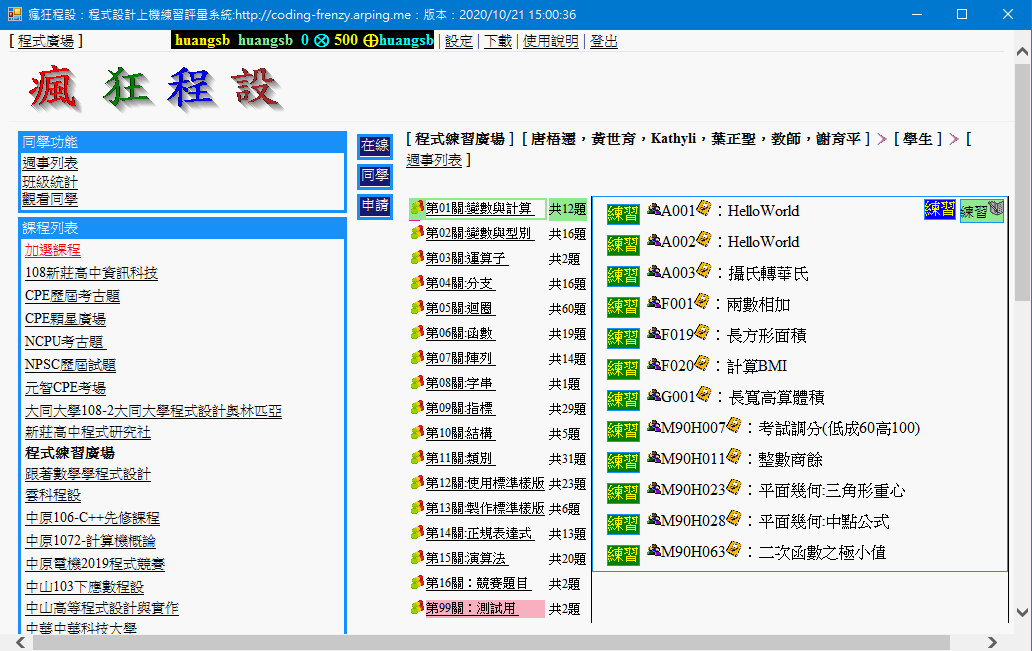 瘋狂程設：程式設計上機練習評量系統:http://coding-frenzy.arping.me：版本：2020/10/21 15:00:36
[ 程式廣場 ] huangsb huangsb 0 ⊗ 500 ⊕huangsb | 設定 | 下載 | 使用說明 | 登出
瘋狂程設
同學功能
週事列表
班級統計
觀看同學
課程列表
加選課程
108新莊高中資訊科技
CPE歷屆考古題
CPE顆星廣場
NCPU考古題
NPSC歷屆試題
元智CPE考場
大同大學108-2大同大學程式設計奧林匹亞
新莊高中程式研究社
程式練習廣場
跟著數學學程式設計
雲科程設
中原106-C++先修課程
中原1072-計算機概論
中原電機2019程式競賽
中山103下應數程設
中山高等程式設計與實作
中華中華科技大學
在線
同學
申請
[ 程式練習廣場 ] [ 唐梧遷，黃世育，Kathyli，葉正聖，教師，謝育平 ] > [ 學生 ] > [
週事列表 ]
第01關:變數與計算 共12題
第02關:變數與型別 共16題
第03關:運算子 共2題
第04關:分支 共16題
第05關:迴圈 共60題
第06關:函數 共19題
第07關:陣列 共14題
第08關:字串 共1題
第09關:指標 共29題
第10關:結構 共5題
第11關:類別 共31題
第12關:使用標準樣版 共23題
第13關:製作標準樣版 共6題
第14關:正規表達式 共13題
第15關:演算法 共20題
第16關：競賽題目 共2題
第99關：測試用 共2題
練習 A001：HelloWorld 練習 練習
練習 A002：HelloWorld
練習 A003：攝氏轉華氏
練習 F001：兩數相加
練習 F019：長方形面積
練習 F020：計算BMI
練習 G001：長寬高算體積
練習 M90H007：考試調分(低成60高100)
練習 M90H011：整數商餘
練習 M90H023：平面幾何:三角形重心
練習 M90H028：平面幾何:中點公式
練習 M90H063：二次函數之極小值